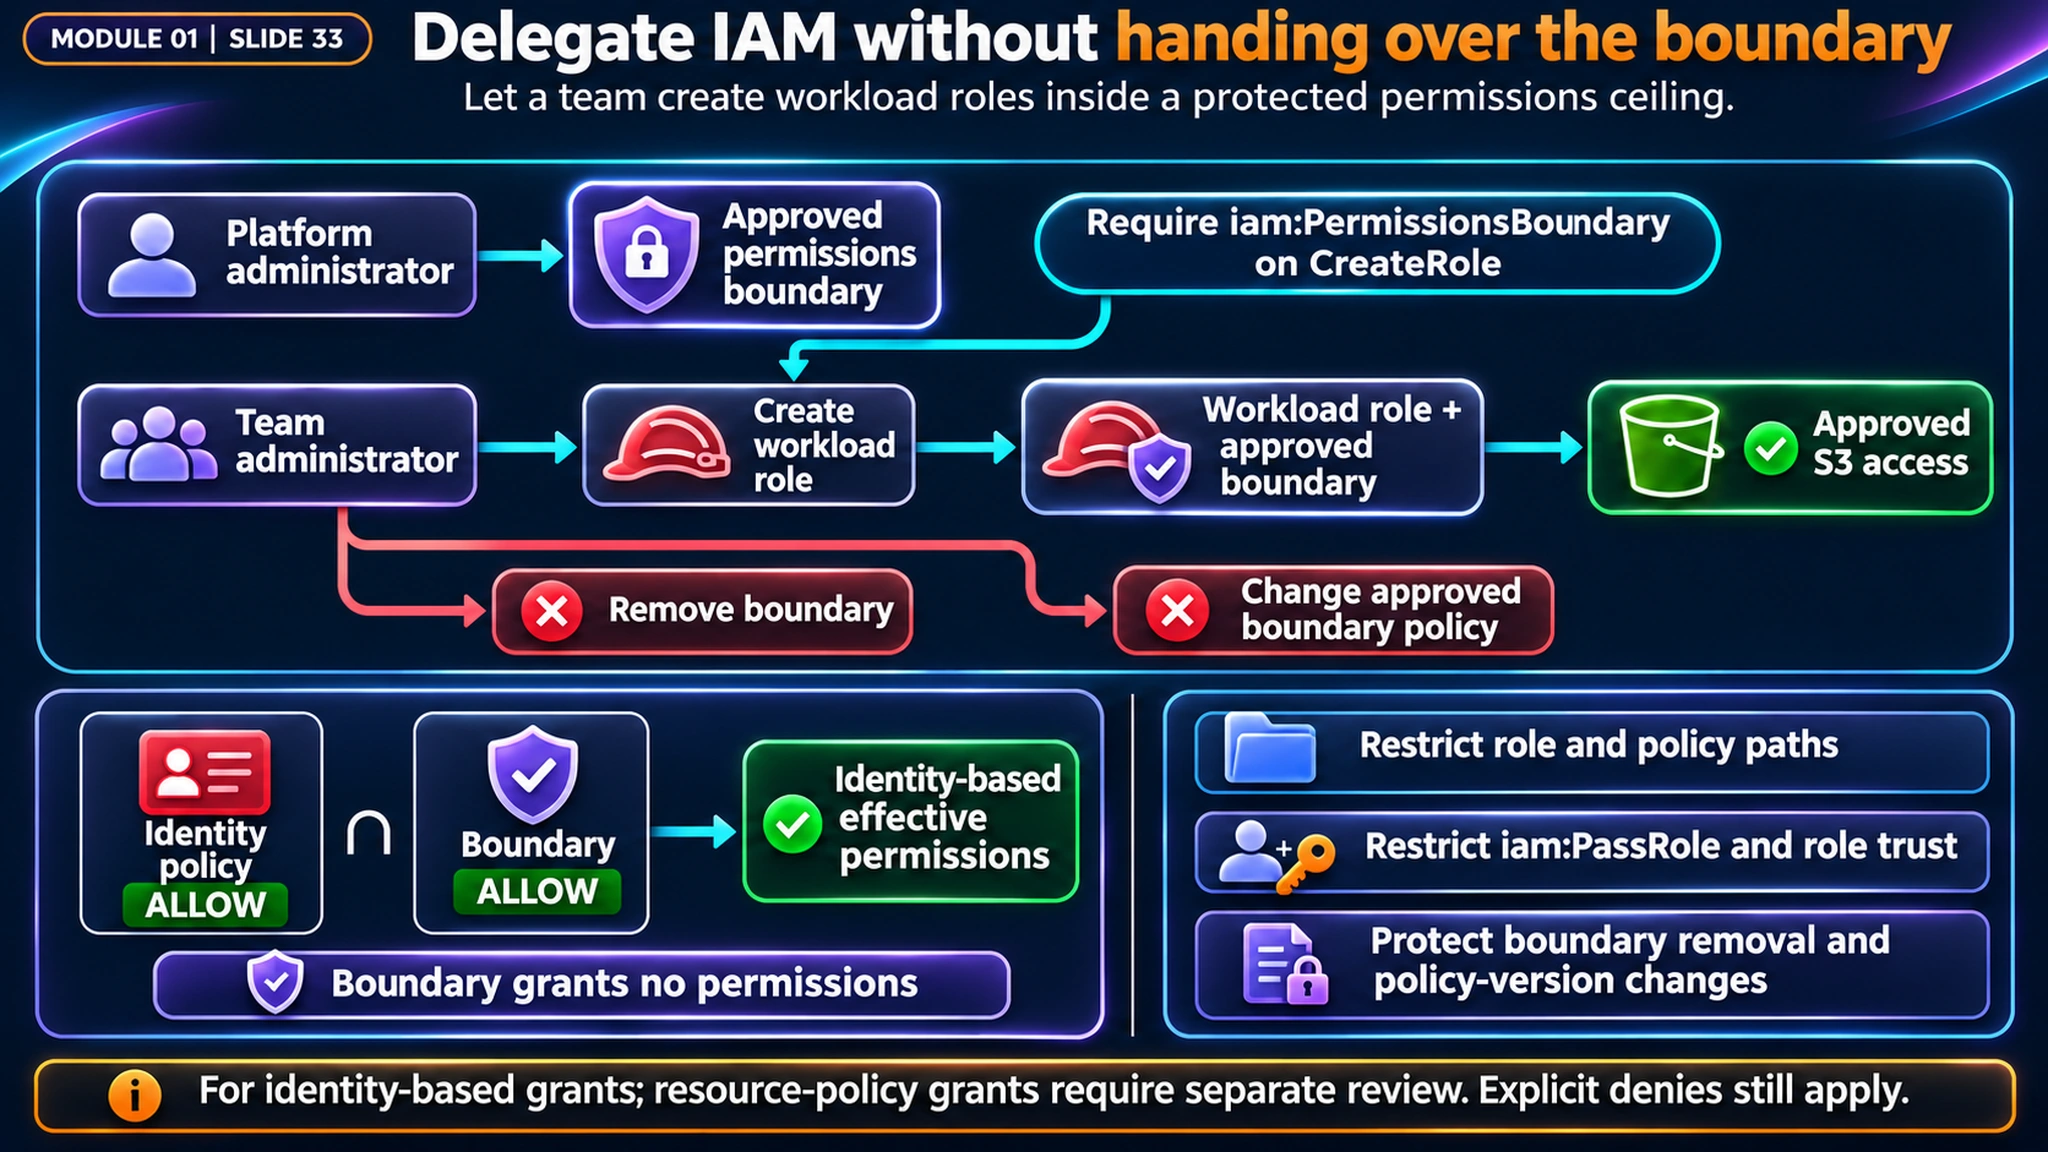 MODULE 01 | SLIDE 33
Delegate IAM without handing over the boundary
Let a team create workload roles inside a protected permissions ceiling.
Platform
administrator
Approved
permissions
boundary
Require iam:PermissionsBoundary
on CreateRole
Team
administrator
Create
workload
role
Workload role +
approved
boundary
Approved
S3 access
Remove boundary
Change approved
boundary policy
Identity
policy
ALLOW
∩
Boundary
ALLOW
Identity-based
effective
permissions
Boundary grants no permissions
Restrict role and policy paths
Restrict iam:PassRole and role trust
Protect boundary removal and
policy-version changes
i
For identity-based grants; resource-policy grants require separate review. Explicit denies still apply.